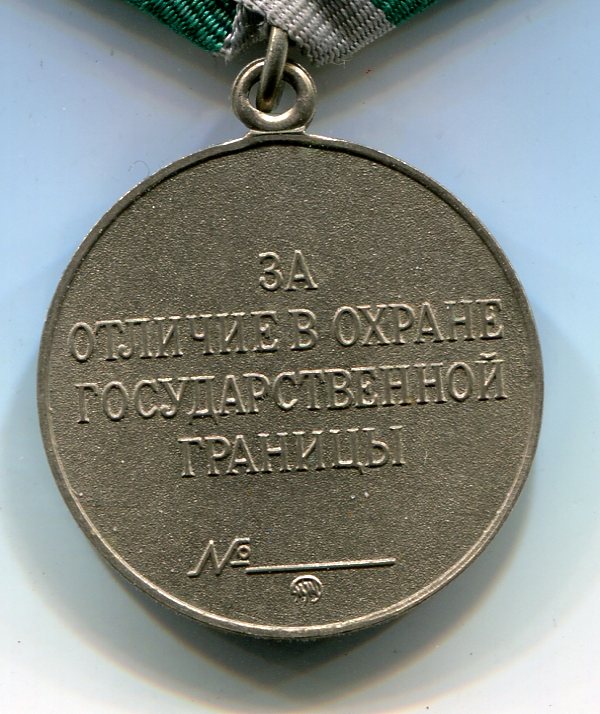 ЗА
ОТЛИЧИЕ В ОХРАНЕ
ГОСУДАРСТВЕННОЙ
ГРАНИЦЫ
№